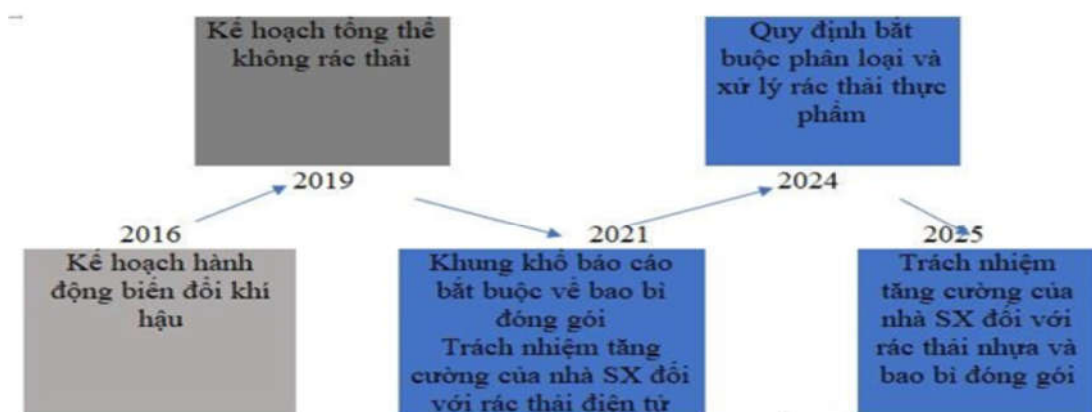 Kế hoạch tổng thể
không rác thải
2019
Quy định bắt
buộc phân loại và
xử lý rác thải thực
phẩm
2024
2016
Kế hoạch hành
động biến đổi khí
hậu
2021
Khung khổ báo cáo
bắt buộc về bao bì
đóng gói
Trách nhiệm tăng
cường của nhà SX đối
với rác thải điện tử
2025
Trách nhiệm
tăng cường của
nhà SX đối với
rác thải nhựa và
bao bì đóng gói